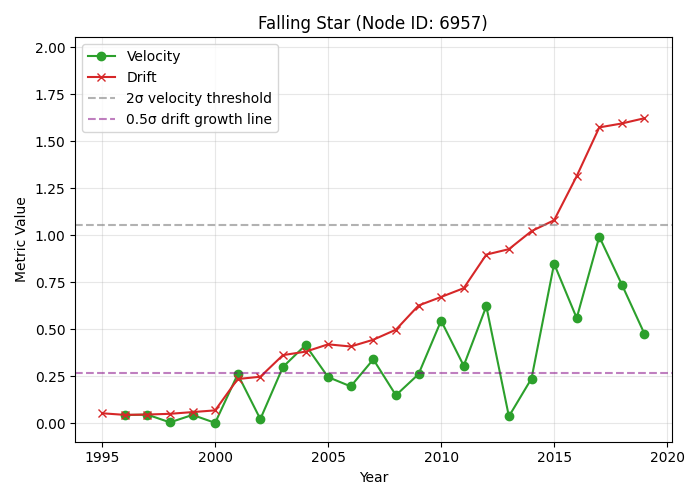 Falling Star (Node ID: 6957)
Velocity
Drift
2σ velocity threshold
0.5σ drift growth line
Metric Value
2.00
1.75
1.50
1.25
1.00
0.75
0.50
0.25
0.00
1995 2000 2005 2010 2015 2020
Year